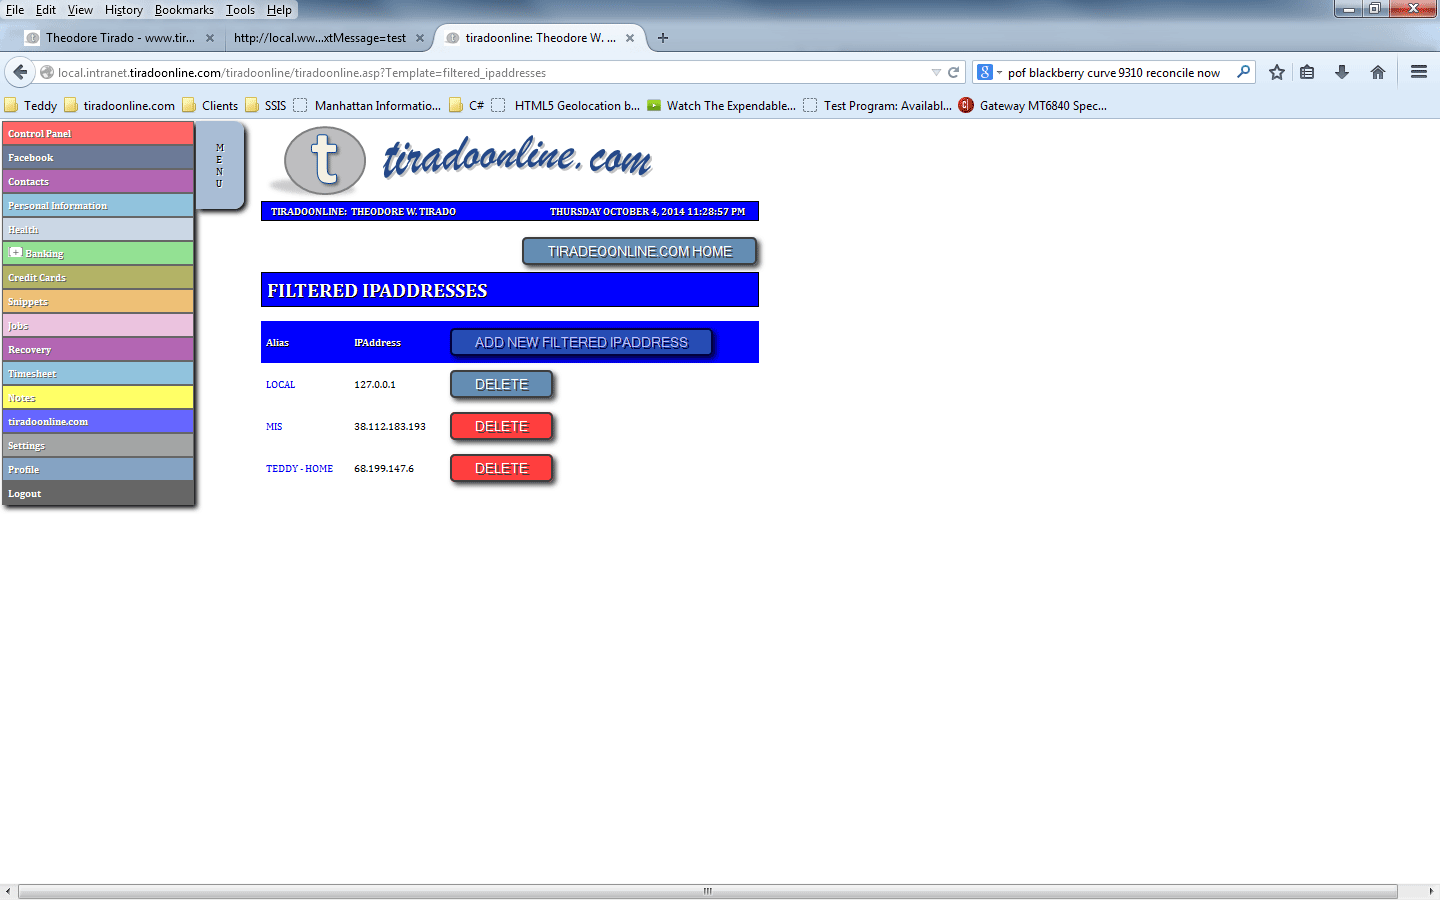 File Edit View History Bookmarks Tools Help
Theodore Tirado - www.tir...
http://local.ww...xtMessage=test
tiradoonline: Theodore W. ...
local.intranet.tiradoonline.com/tiradoonline/tiradoonline.asp?Template=filtered_ipaddresses
8 pof blackberry curve 9310 reconcile now
Teddy tiradoonline.com Clients SSIS Manhattan Informatio... C# HTML5 Geolocation b... Watch The Expendable... Test Program: Availabl... Gateway MT6840 Spec...
Control Panel
Facebook
Contacts
Personal Information
Health
Banking
Credit Cards
Snippets
Jobs
Recovery
Timesheet
Notes
tiradoonline.com
Settings
Profile
Logout
M
E
N
U
t tiradoonline.com
TIRADOONLINE: THEODORE W. TIRADO THURSDAY OCTOBER 4, 2014 11:28:57 PM
TIRADEOONLINE.COM HOME
FILTERED IPADDRESSES
Alias IPAddress ADD NEW FILTERED IPADDRESS
LOCAL 127.0.0.1 DELETE
MIS 38.112.183.193 DELETE
TEDDY - HOME 68.199.147.6 DELETE